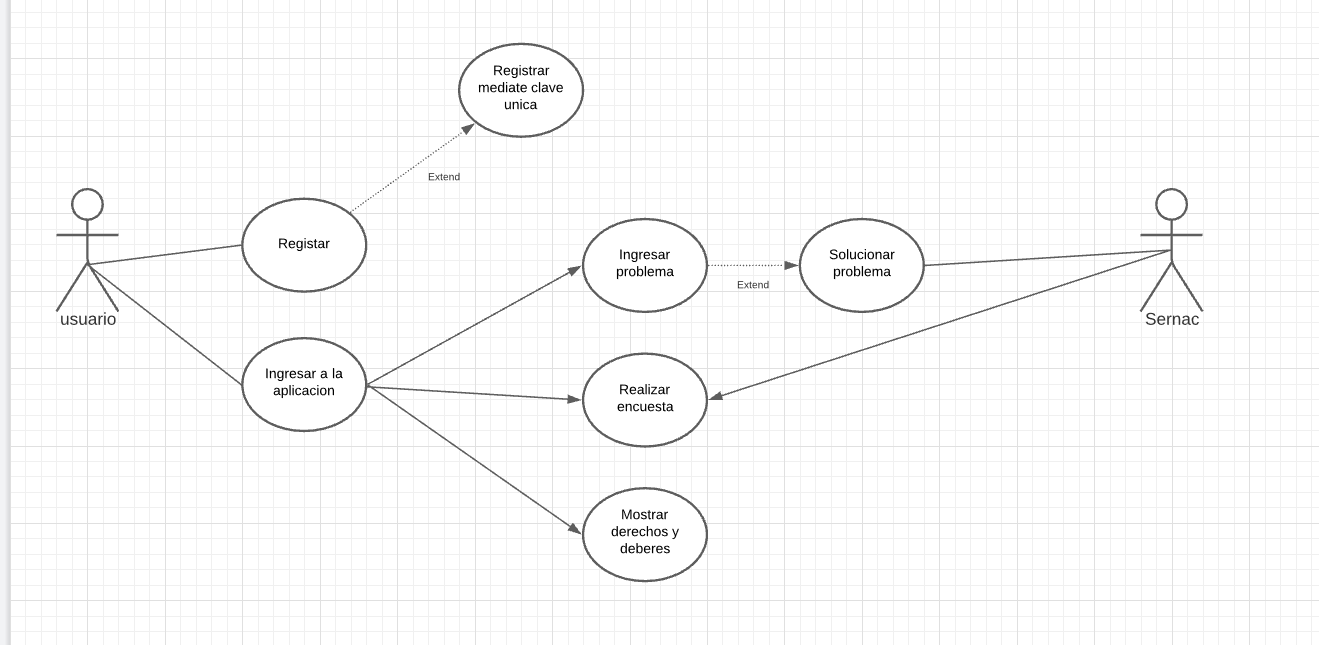 Registrar
mediate clave
unica
Extend
Registar
usuario
Ingresar
problema
Extend
Solucionar
problema
Sernac
Ingresar a la
aplicacion
Realizar
encuesta
Mostrar
derechos y
deberes